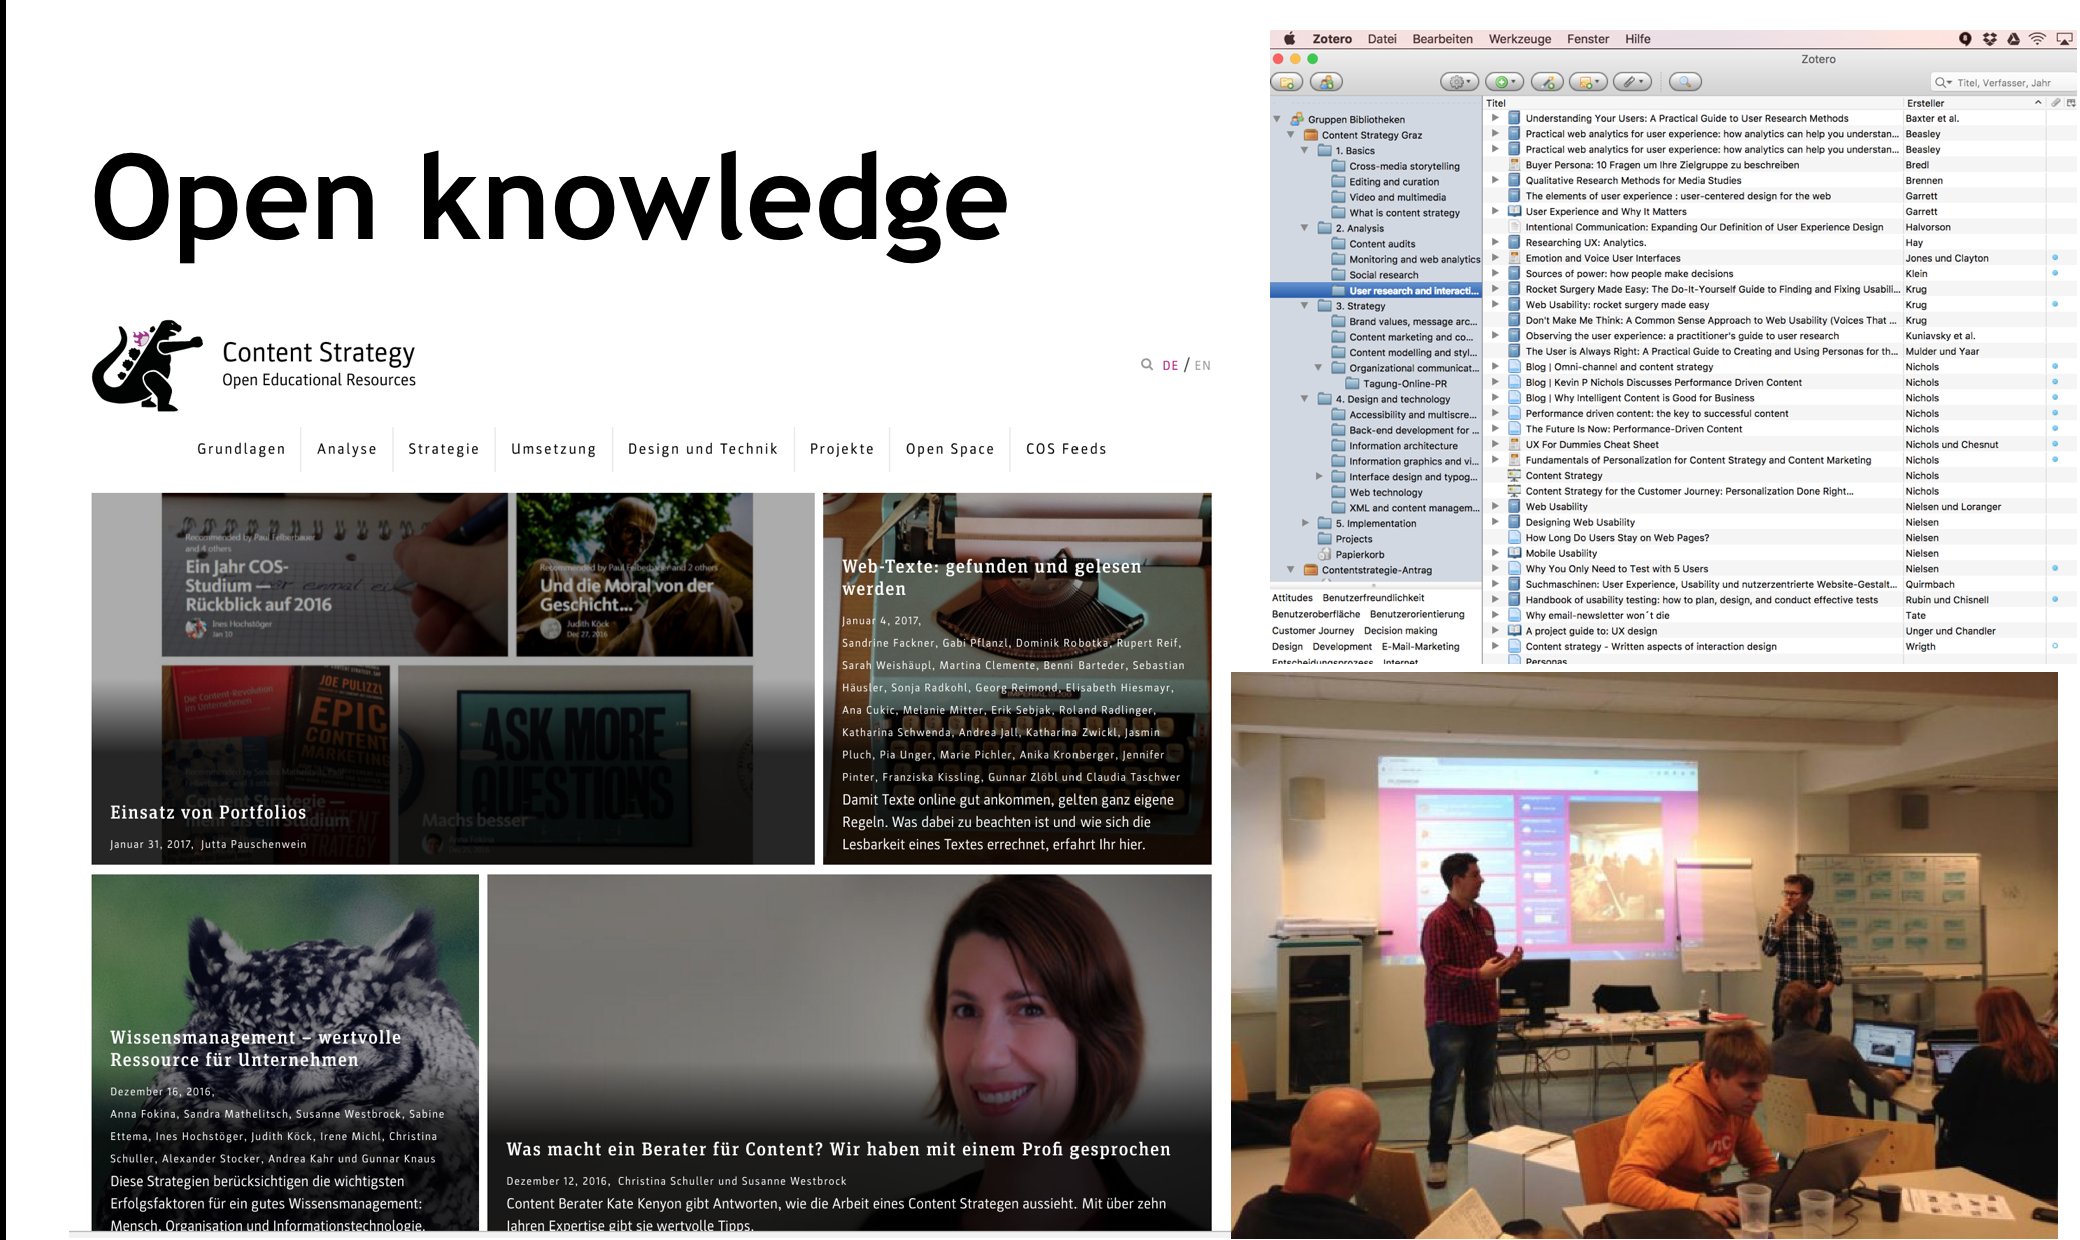 Open knowledge
Content Strategy
Open Educational Resources
DE / EN
Grundlagen
Analyse
Strategie
Umsetzung
Design und Technik
Projekte
Open Space
COS Feeds
Recommended by Paul Felberbauer
and 4 others
Ein Jahr COS-
Studium —
Rückblick auf 2016
Ines Hochstöger
Jan 10
Recommended by Paul Felberbauer and 2 others
Und die Moral von der
Geschicht...
Judith Köck
Dec 27, 2016
Die Content-Revolution
im Unternehmen
JOE PULIZZI
EPIC
CONTENT
MARKETING
ASK MORE
QUESTIONS
Content Strategie —
mehr als ein Studium
Machs besser
Einsatz von Portfolios
Januar 31, 2017, Jutta Pauschenwein
Web-Texte: gefunden und gelesen
werden
Januar 4, 2017,
Sandrine Fackner, Gabi Pflanzl, Dominik Robotka, Rupert Reif,
Sarah Weishäupl, Martina Clemente, Benni Barteder, Sebastian
Häusler, Sonja Radkohl, Georg Reimond, Elisabeth Hiesmayr,
Ana Cukic, Melanie Mitter, Erik Sebjak, Roland Radlinger,
Katharina Schwenda, Andrea Jall, Katharina Zwickl, Jasmin
Pluch, Pia Unger, Marie Pichler, Anika Kronberger, Jennifer
Pinter, Franziska Kissling, Gunnar Zlöbl und Claudia Taschwer
Damit Texte online gut ankommen, gelten ganz eigene
Regeln. Was dabei zu beachten ist und wie sich die
Lesbarkeit eines Textes errechnet, erfahrt Ihr hier.
Wissensmanagement – wertvolle
Ressource für Unternehmen
Dezember 16, 2016,
Anna Fokina, Sandra Mathelitsch, Susanne Westbrock, Sabine
Ettema, Ines Hochstöger, Judith Köck, Irene Michl, Christina
Schuller, Alexander Stocker, Andrea Kahr und Gunnar Knaus
Diese Strategien berücksichtigen die wichtigsten
Erfolgsfaktoren für ein gutes Wissensmanagement:
Mensch, Organisation und Informationstechnologie.
Was macht ein Berater für Content? Wir haben mit einem Profi gesprochen
Dezember 12, 2016, Christina Schuller und Susanne Westbrock
Content Berater Kate Kenyon gibt Antworten, wie die Arbeit eines Content Strategen aussieht. Mit über zehn
Jahren Expertise gibt sie wertvolle Tipps.
Zotero Datei Bearbeiten Werkzeuge Fenster Hilfe
Zotero
Titel, Verfasser, Jahr
Gruppen Bibliotheken
Content Strategy Graz
1. Basics
Cross-media storytelling
Editing and curation
Video and multimedia
What is content strategy
2. Analysis
Content audits
Monitoring and web analytics
Social research
User research and interacti...
3. Strategy
Brand values, message arc...
Content marketing and co...
Content modelling and styl...
Organizational communicat...
Tagung-Online-PR
4. Design and technology
Accessibility and multiscre...
Back-end development for ...
Information architecture
Information graphics and vi...
Interface design and typog...
Web technology
XML and content managem...
5. Implementation
Projects
Papierkorb
Contentstrategie-Antrag
Attitudes Benutzerfreundlichkeit
Benutzeroberfläche Benutzerorientierung
Customer Journey Decision making
Design Development E-Mail-Marketing
Entscheidungsprozess Internet
Titel Ersteller
Understanding Your Users: A Practical Guide to User Research Methods Baxter et al.
Practical web analytics for user experience: how analytics can help you understan... Beasley
Practical web analytics for user experience: how analytics can help you understan... Beasley
Buyer Persona: 10 Fragen um Ihre Zielgruppe zu beschreiben Bredl
Qualitative Research Methods for Media Studies Brennen
The elements of user experience : user-centered design for the web Garrett
User Experience and Why It Matters Garrett
Intentional Communication: Expanding Our Definition of User Experience Design Halvorson
Researching UX: Analytics. Hay
Emotion and Voice User Interfaces Jones und Clayton
Sources of power: how people make decisions Klein
Rocket Surgery Made Easy: The Do-It-Yourself Guide to Finding and Fixing Usabili... Krug
Web Usability: rocket surgery made easy Krug
Don't Make Me Think: A Common Sense Approach to Web Usability (Voices That ... Krug
Observing the user experience: a practitioner's guide to user research Kuniavsky et al.
The User is Always Right: A Practical Guide to Creating and Using Personas for th... Mulder und Yaar
Blog | Omni-channel and content strategy Nichols
Blog | Kevin P Nichols Discusses Performance Driven Content Nichols
Blog | Why Intelligent Content is Good for Business Nichols
Performance driven content: the key to successful content Nichols
The Future Is Now: Performance-Driven Content Nichols
UX For Dummies Cheat Sheet Nichols und Chesnut
Fundamentals of Personalization for Content Strategy and Content Marketing Nichols
Content Strategy Nichols
Content Strategy for the Customer Journey: Personalization Done Right... Nichols
Web Usability Nielsen und Loranger
Designing Web Usability Nielsen
How Long Do Users Stay on Web Pages? Nielsen
Mobile Usability Nielsen
Why You Only Need to Test with 5 Users Nielsen
Suchmaschinen: User Experience, Usability und nutzerzentrierte Website-Gestalt... Quirmbach
Handbook of usability testing: how to plan, design, and conduct effective tests Rubin und Chisnell
Why email-newsletter won´t die Tate
A project guide to: UX design Unger und Chandler
Content strategy - Written aspects of interaction design Wrigth
Personas